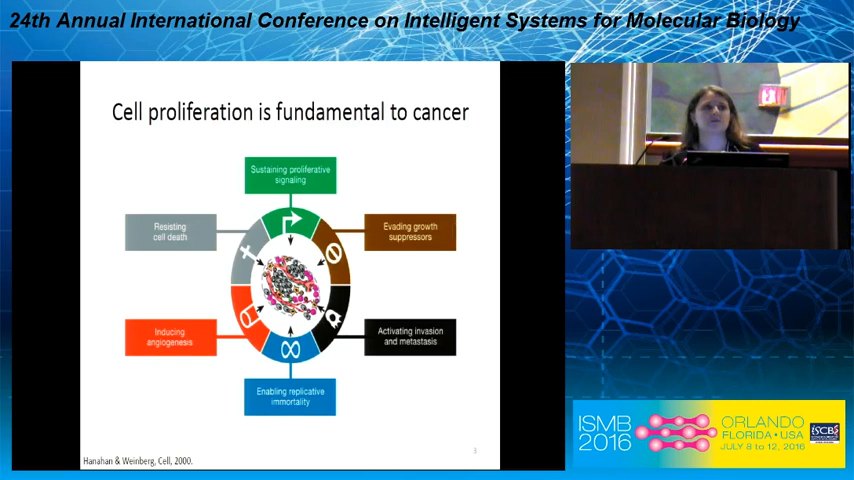 24th Annual International Conference on Intelligent Systems for Molecular Biology
Cell proliferation is fundamental to cancer
Sustaining proliferative
signaling
Resisting
cell death
Evading growth
suppressors
Inducing
angiogenesis
Activating invasion
and metastasis
Enabling replicative
immortality
Hanahan & Weinberg, Cell, 2000.
3
ISMB
2016
ORLANDO
FLORIDA • USA
JULY 8 to 12, 2016
ISCB